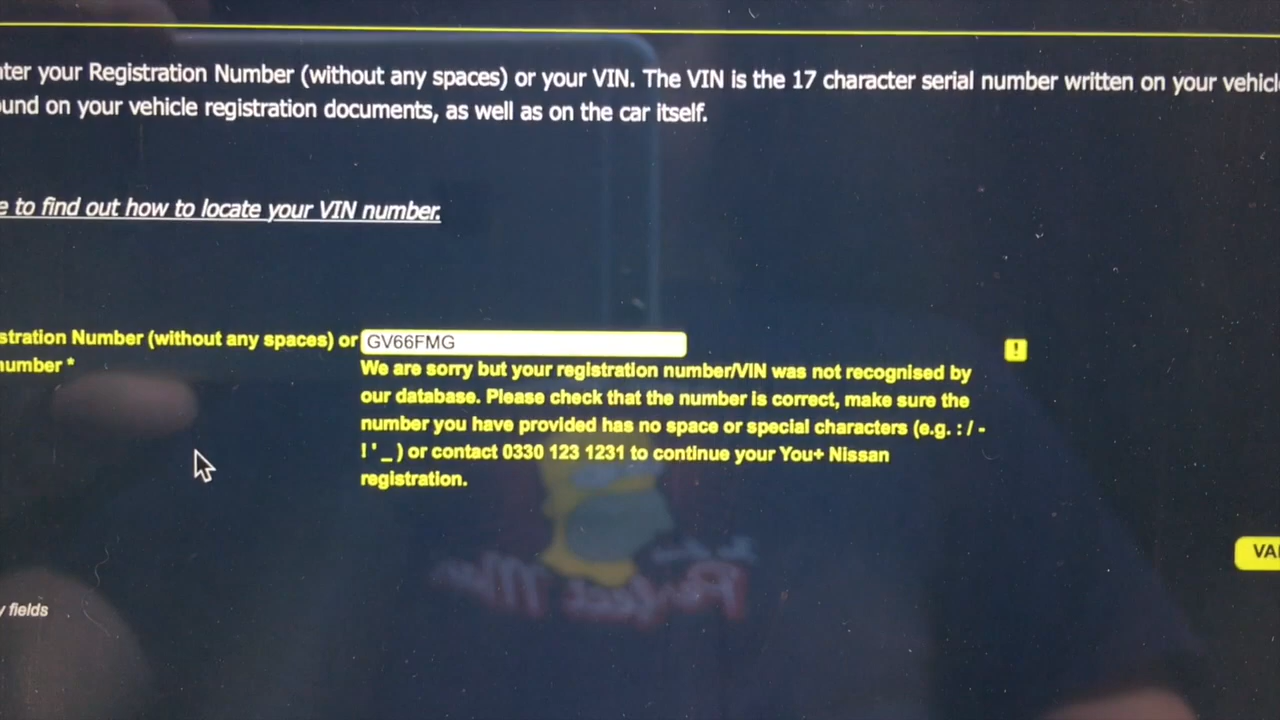 ter your Registration Number (without any spaces) or your VIN. The VIN is the 17 character serial number written on your vehicl
und on your vehicle registration documents, as well as on the car itself.
e to find out how to locate your VIN number.
stration Number (without any spaces) or GV66FMG
number *
We are sorry but your registration number/VIN was not recognised by
our database. Please check that the number is correct, make sure the
number you have provided has no space or special characters (e.g. : / -
! ' _ ) or contact 0330 123 1231 to continue your You+ Nissan
registration.
!
VA
y fields
Perfect Man